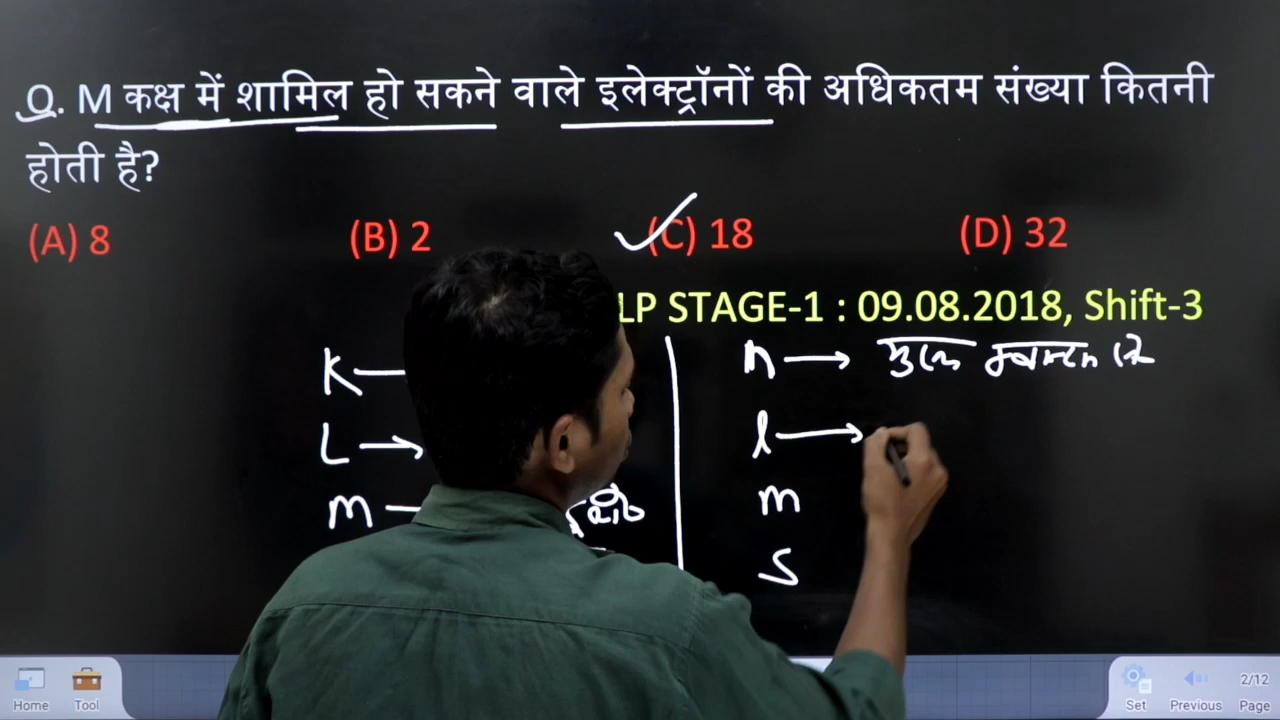 Q. M कक्ष में शामिल हो सकने वाले इलेक्ट्रॉनों की अधिकतम संख्या कितनी
होती है?
(A) 8 (B) 2 (C) 18 (D) 32
LP STAGE-1 : 09.08.2018, Shift-3
K
L →
m
n →
l →
m
s
Home Tool Set Previous 2/12 Page